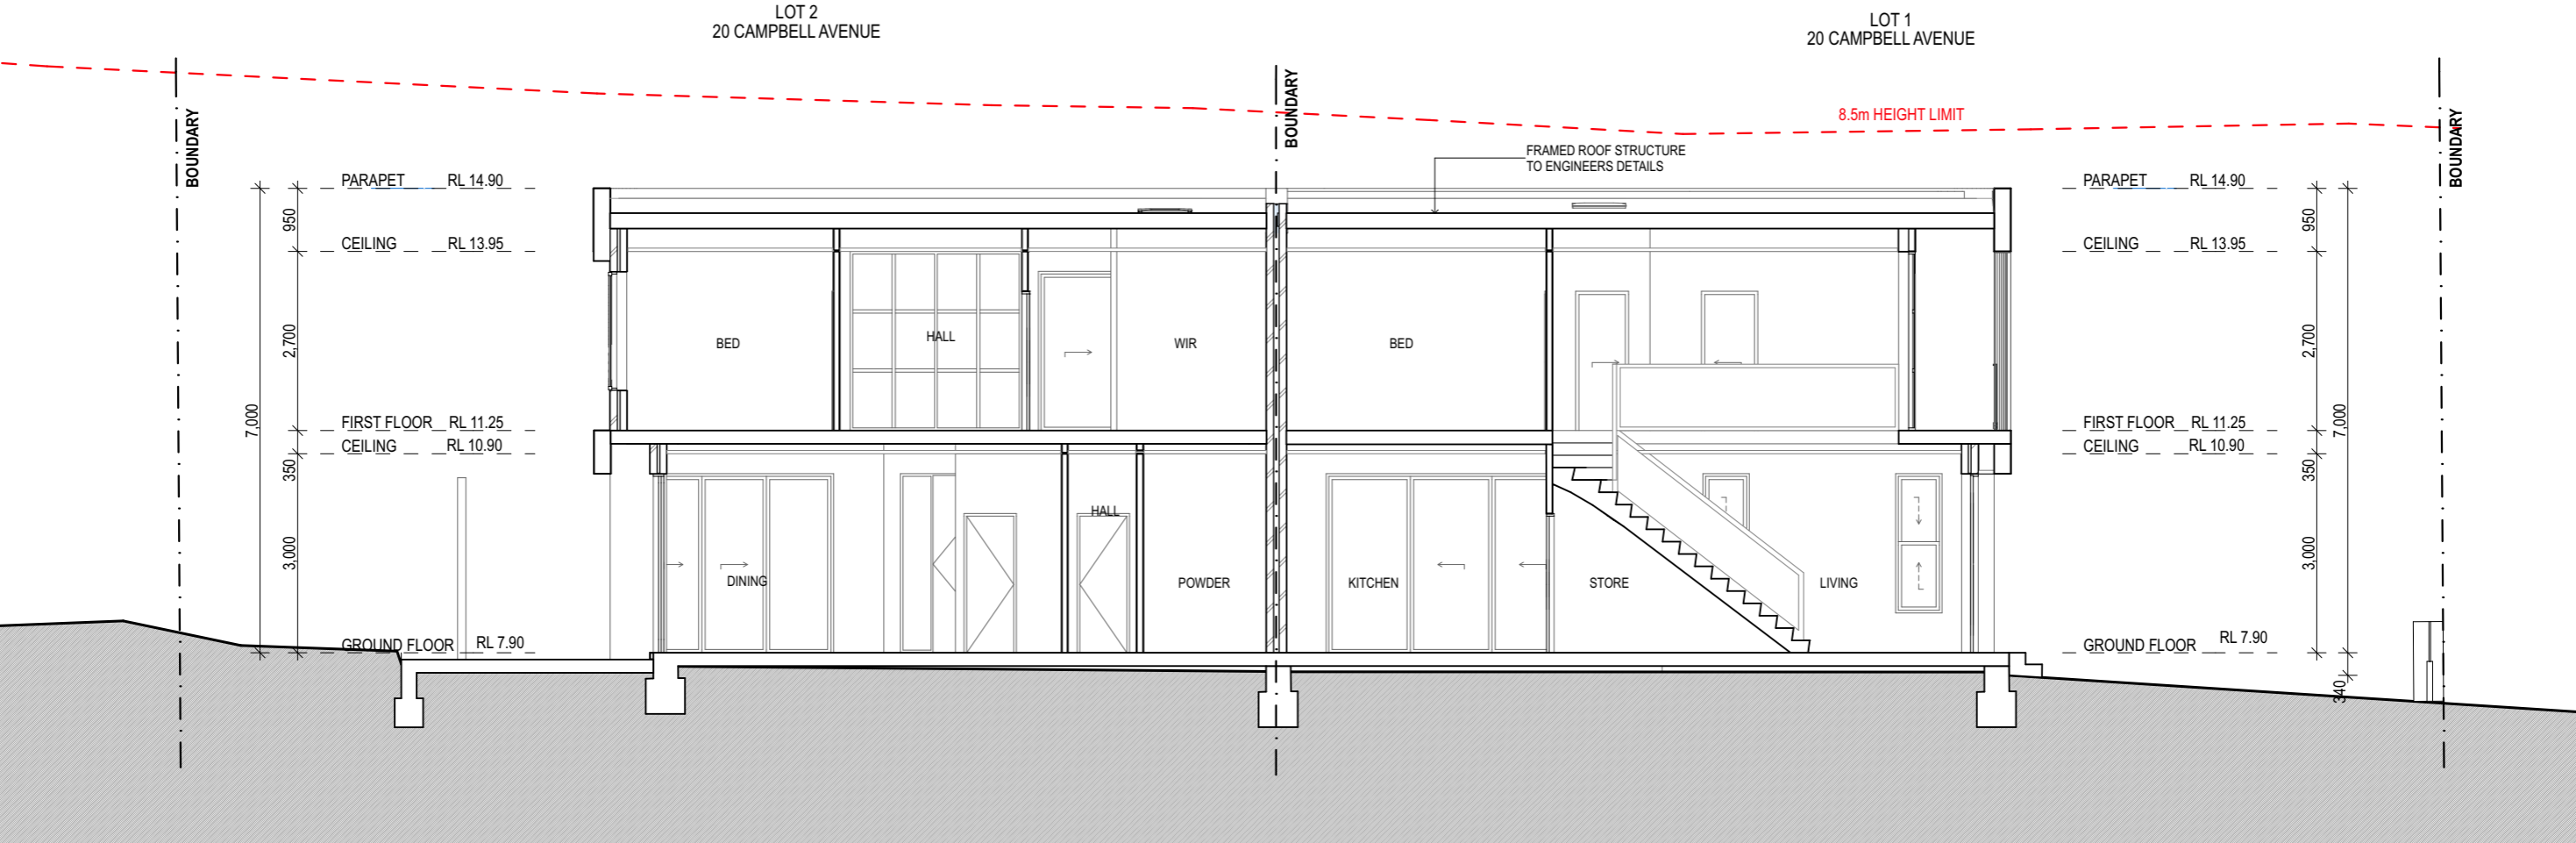 LOT 2
20 CAMPBELL AVENUE
LOT 1
20 CAMPBELL AVENUE
BOUNDARY
BOUNDARY
BOUNDARY
8.5m HEIGHT LIMIT
FRAMED ROOF STRUCTURE
TO ENGINEERS DETAILS
PARAPET RL 14.90
CEILING RL 13.95
FIRST FLOOR RL 11.25
CEILING RL 10.90
GROUND FLOOR RL 7.90
7,000
950
2,700
350
3,000
BED
HALL
WIR
BED
DINING
HALL
POWDER
KITCHEN
STORE
LIVING
PARAPET RL 14.90
CEILING RL 13.95
FIRST FLOOR RL 11.25
CEILING RL 10.90
GROUND FLOOR RL 7.90
950
2,700
350
3,000
7,000
340